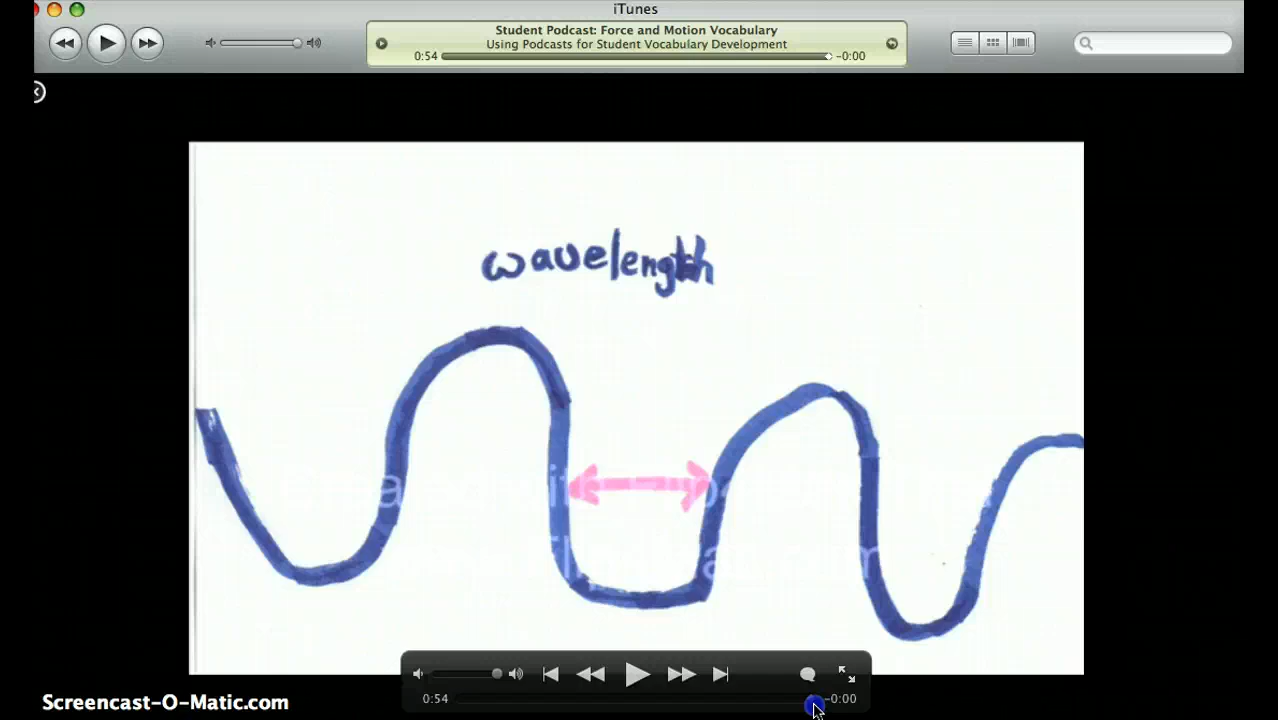 iTunes
Student Podcast: Force and Motion Vocabulary
Using Podcasts for Student Vocabulary Development
0:54 -0:00
wavelength
0:54 -0:00
Screencast-O-Matic.com